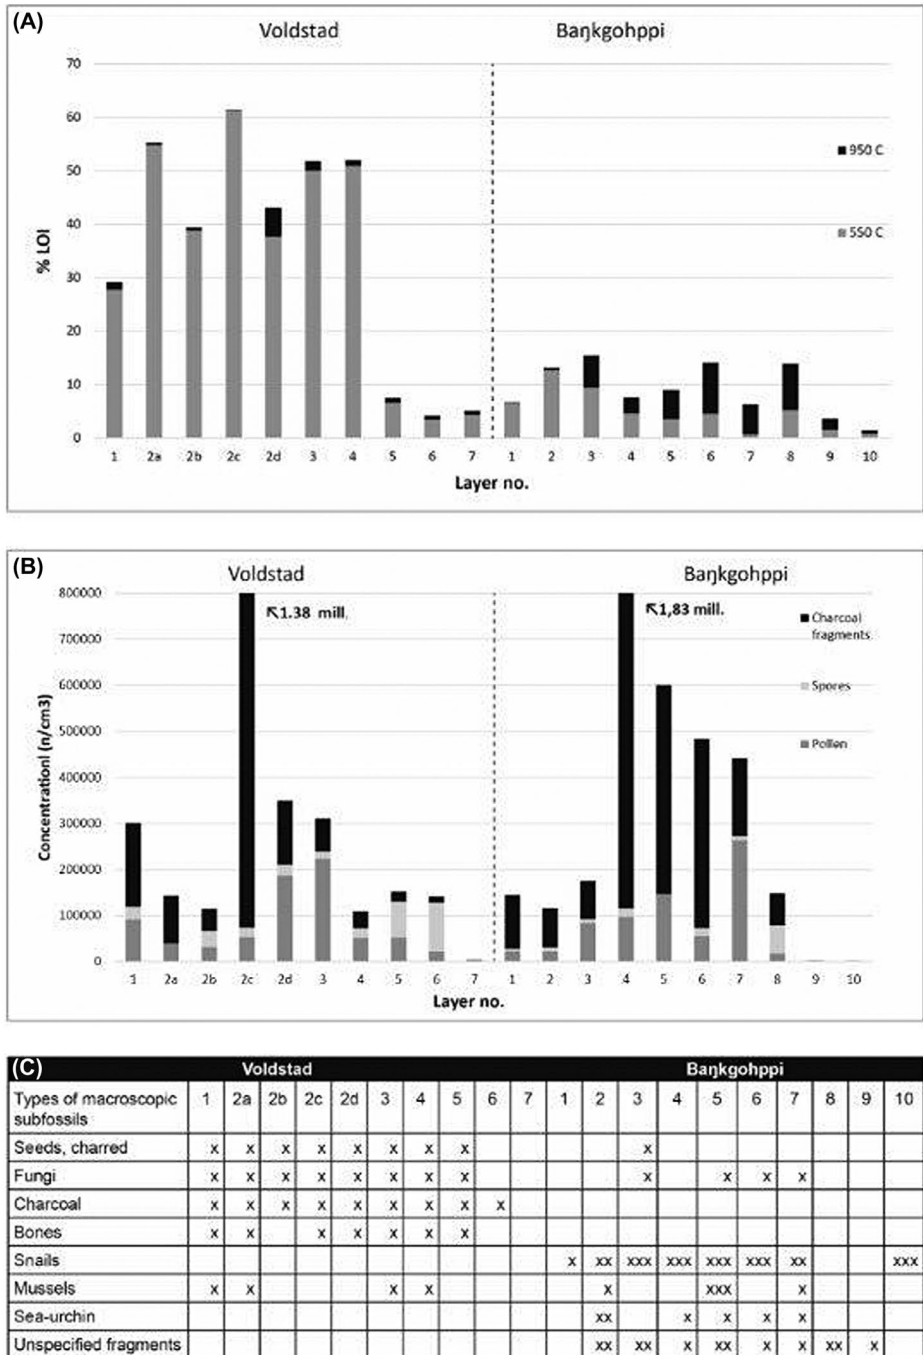 (A)
Voldstad Baŋkgohppi
70
60
50
40
30
20
10
0
% LOI
950 C
550 C
1 2a 2b 2c 2d 3 4 5 6 7 1 2 3 4 5 6 7 8 9 10
Layer no.
(B)
Voldstad Baŋkgohppi
800000
700000
600000
500000
400000
300000
200000
100000
0
Concentrationl (n/cm3)
↖1.38 mill.
↖1,83 mill.
Charcoal
fragments
Spores
Pollen
1 2a 2b 2c 2d 3 4 5 6 7 1 2 3 4 5 6 7 8 9 10
Layer no.
(C) Voldstad Baŋkgohppi
Types of macroscopic 1 2a 2b 2c 2d 3 4 5 6 7 1 2 3 4 5 6 7 8 9 10
subfossils
Seeds, charred x x x x x x x x x
Fungi x x x x x x x x x x x x
Charcoal x x x x x x x x x
Bones x x x x x x x
Snails x xx xxx xxx xxx xxx xx xxx
Mussels x x x x x xxx x
Sea-urchin xx x x x x
Unspecified fragments xx xx x xx x x xx x